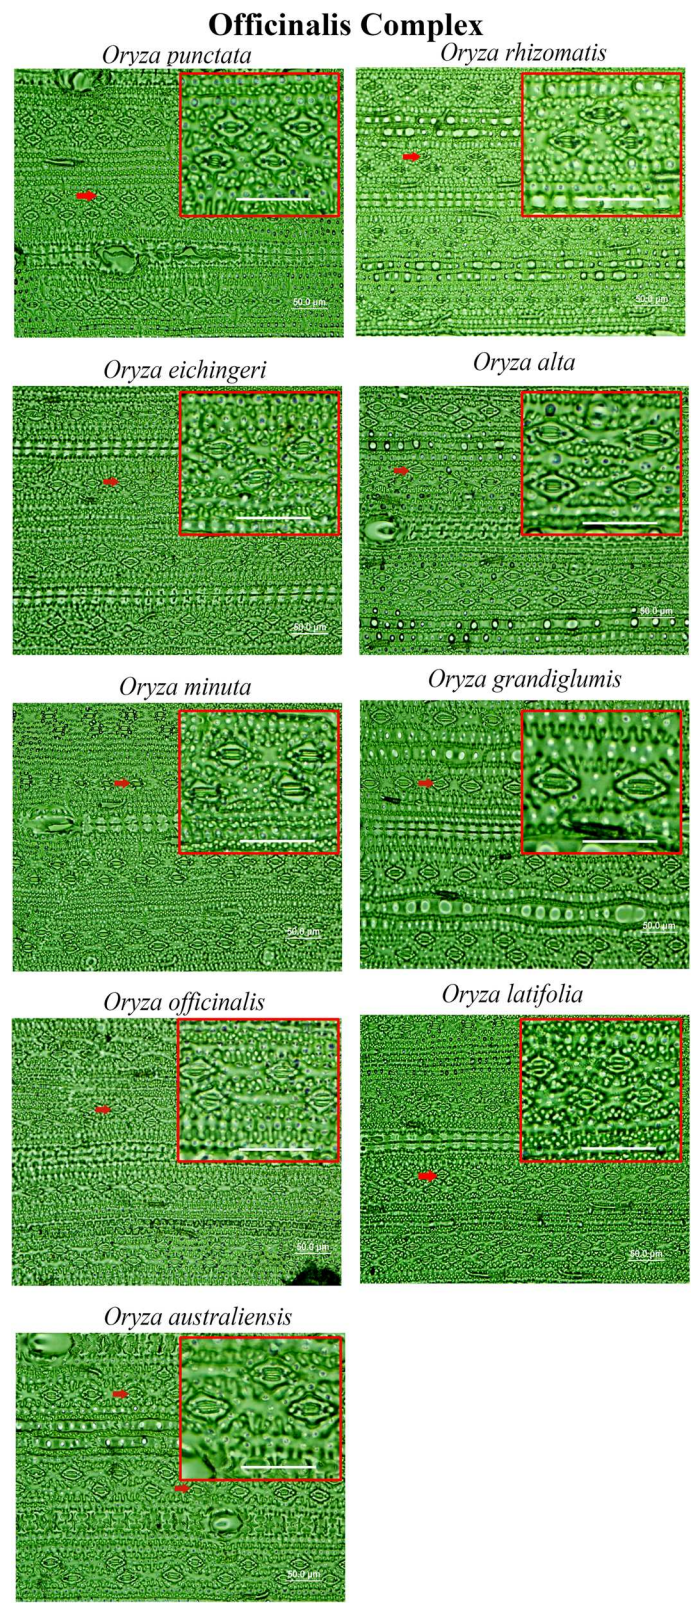 Officinalis Complex
Oryza punctata
Oryza rhizomatis
50.0 µm
50.0 µm
Oryza eichingeri
Oryza alta
50.0 µm
50.0 µm
Oryza minuta
Oryza grandiglumis
50.0 µm
50.0 µm
Oryza officinalis
Oryza latifolia
50.0 µm
50.0 µm
Oryza australiensis
50.0 µm